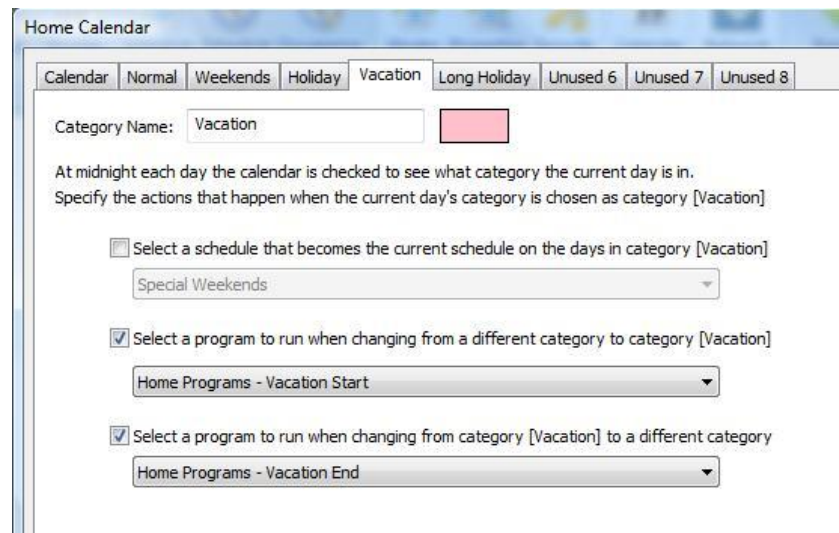 Home Calendar
Calendar Normal Weekends Holiday Vacation Long Holiday Unused 6 Unused 7 Unused 8
Category Name: Vacation
At midnight each day the calendar is checked to see what category the current day is in.
Specify the actions that happen when the current day's category is chosen as category [Vacation]
Select a schedule that becomes the current schedule on the days in category [Vacation]
Special Weekends
Select a program to run when changing from a different category to category [Vacation]
Home Programs - Vacation Start
Select a program to run when changing from category [Vacation] to a different category
Home Programs - Vacation End